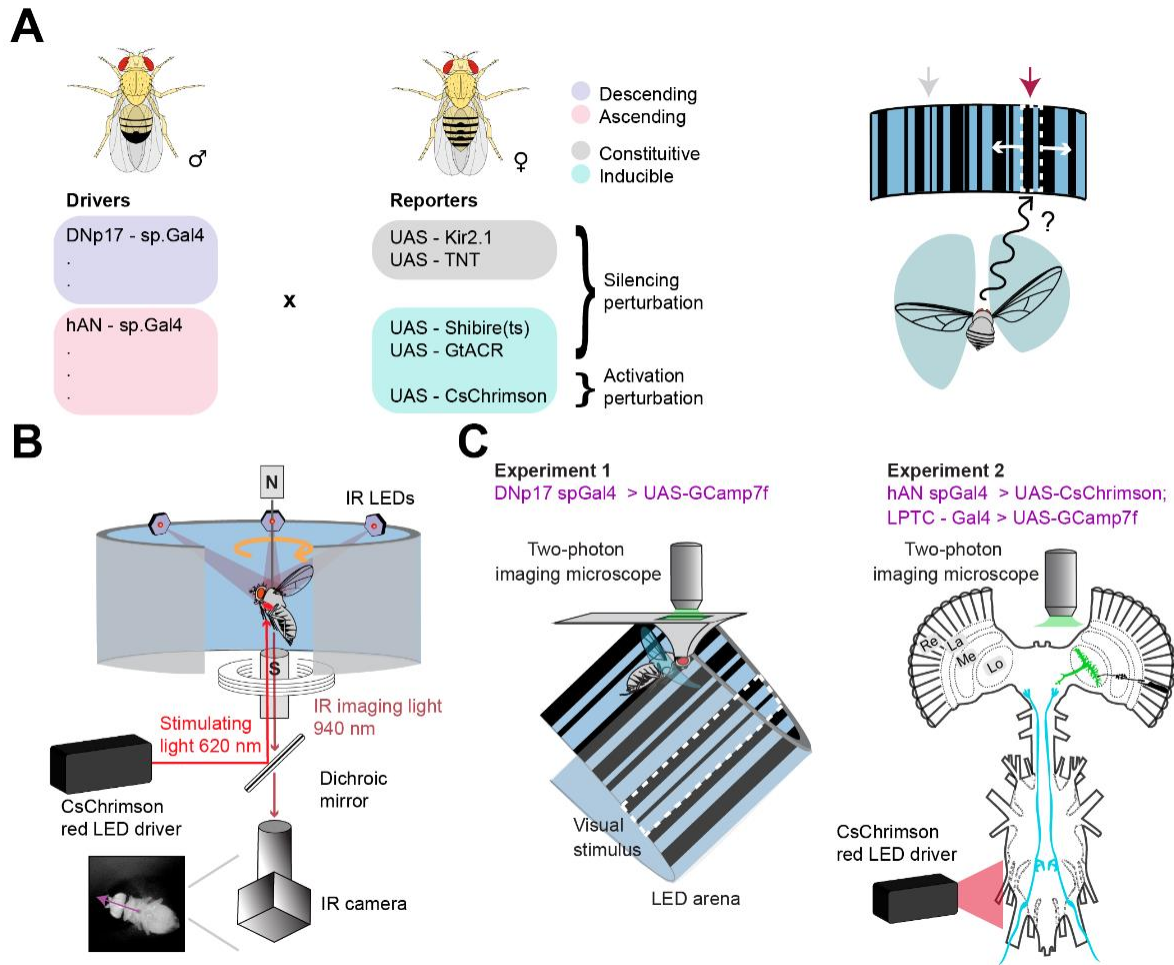 A
♂
♀
Descending
Ascending
Constitutive
Inducible
Drivers
DNp17 - sp.Gal4
.
.
hAN - sp.Gal4
.
.
.
x
Reporters
UAS - Kir2.1
UAS - TNT
UAS - Shibire(ts)
UAS - GtACR
UAS - CsChrimson
Silencing
perturbation
Activation
perturbation
?
B
N
IR LEDs
S
Stimulating
light 620 nm
IR imaging light
940 nm
CsChrimson
red LED driver
Dichroic
mirror
IR camera
C
Experiment 1
DNp17 spGal4 > UAS-GCamp7f
Two-photon
imaging microscope
Visual
stimulus
LED arena
Experiment 2
hAN spGal4 > UAS-CsChrimson;
LPTC - Gal4 > UAS-GCamp7f
Two-photon
imaging microscope
Re
La
Me
Lo
CsChrimson
red LED driver